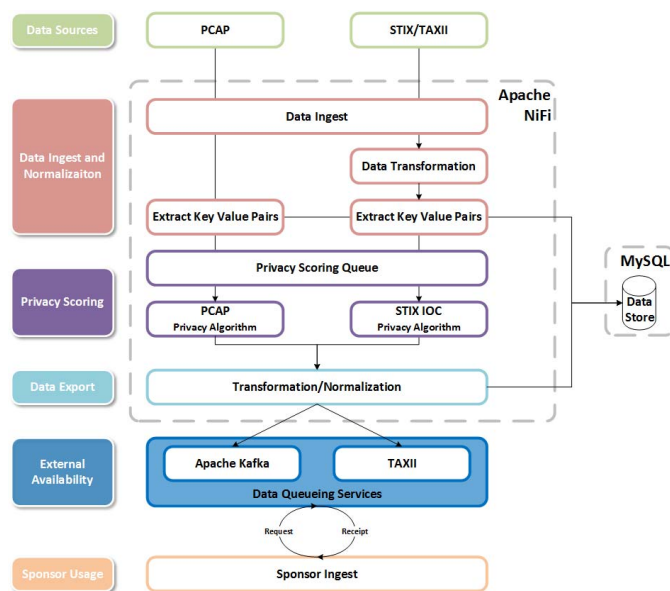 Data Sources
PCAP
STIX/TAXII
Apache
NiFi
Data Ingest
Data Ingest and
Normalizaiton
Data Transformation
Extract Key Value Pairs
Extract Key Value Pairs
Privacy Scoring
Privacy Scoring Queue
PCAP
Privacy Algorithm
STIX IOC
Privacy Algorithm
MySQL
Data
Store
Data Export
Transformation/Normalization
External
Availability
Apache Kafka
TAXII
Data Queueing Services
Request
Receipt
Sponsor Usage
Sponsor Ingest